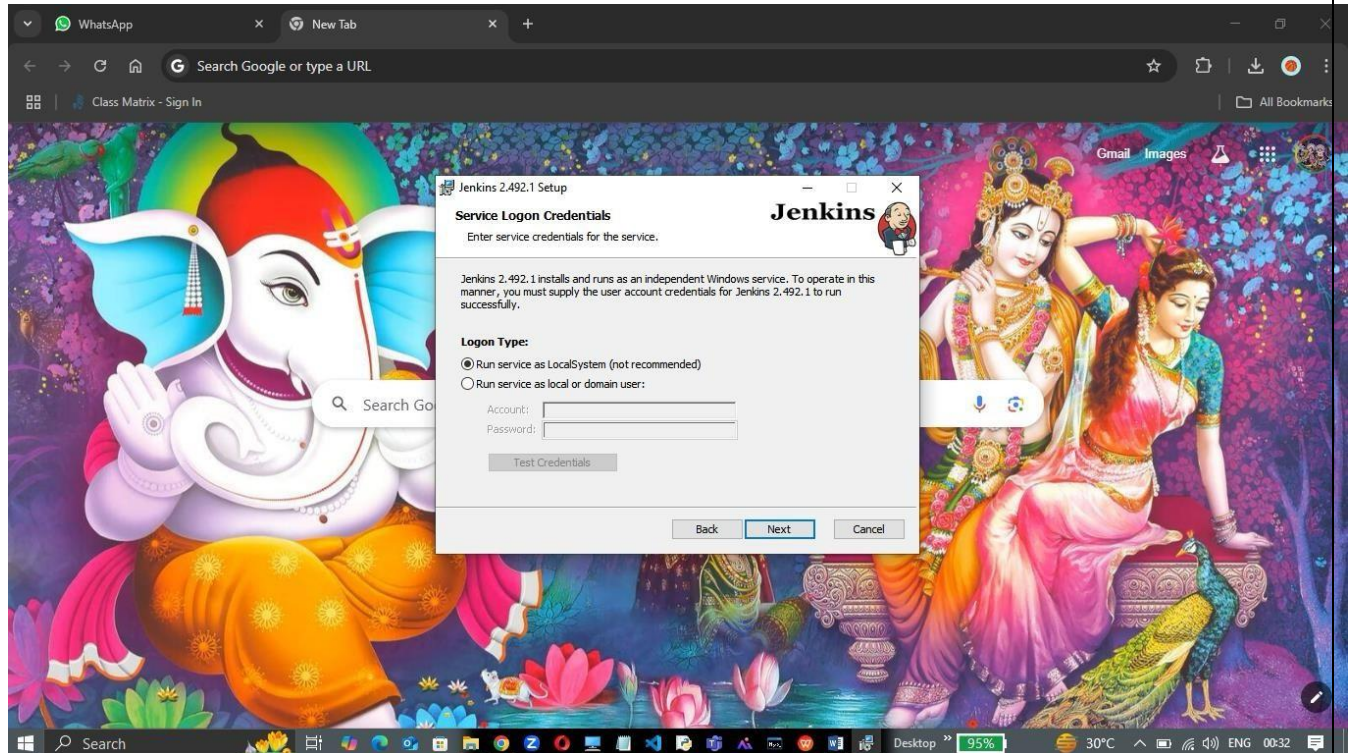 WhatsApp
New Tab
Search Google or type a URL
Class Matrix - Sign In
All Bookmarks
Gmail Images
Jenkins 2.492.1 Setup
Service Logon Credentials
Jenkins
Enter service credentials for the service.
Jenkins 2.492.1 installs and runs as an independent Windows service. To operate in this
manner, you must supply the user account credentials for Jenkins 2.492.1 to run
successfully.
Logon Type:
Run service as LocalSystem (not recommended)
Run service as local or domain user:
Search Go
Account:
Password:
Test Credentials
Back Next Cancel
Search
Desktop
95%
30°C
ENG 00:32